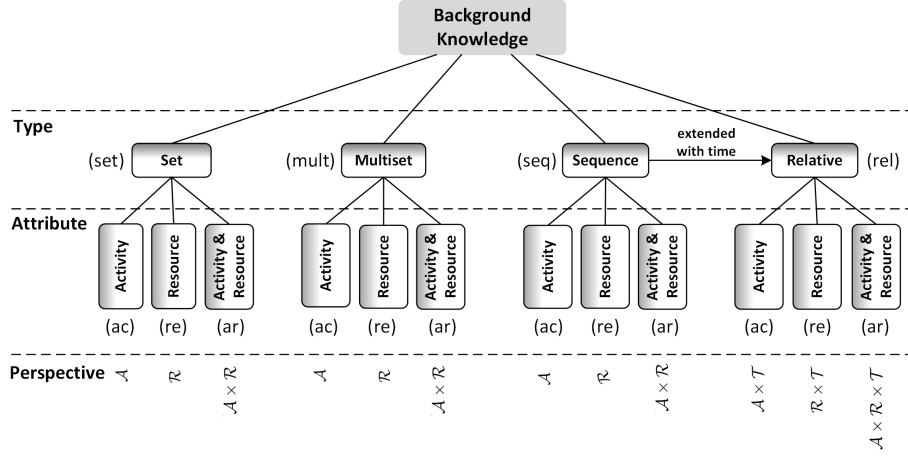 Background
Knowledge
Type
extended
with time
(set) Set (mult) Multiset (seq) Sequence Relative (rel)
Attribute
Activity Resource Activity & Resource Activity Resource Activity & Resource Activity Resource Activity & Resource Activity Resource Activity & Resource
(ac) (re) (ar) (ac) (re) (ar) (ac) (re) (ar) (ac) (re) (ar)
Perspective 𝒜 ℛ 𝒜 × ℛ 𝒜 ℛ 𝒜 × ℛ 𝒜 ℛ 𝒜 × ℛ 𝒜 × 𝒯 ℛ × 𝒯 𝒜 × ℛ × 𝒯